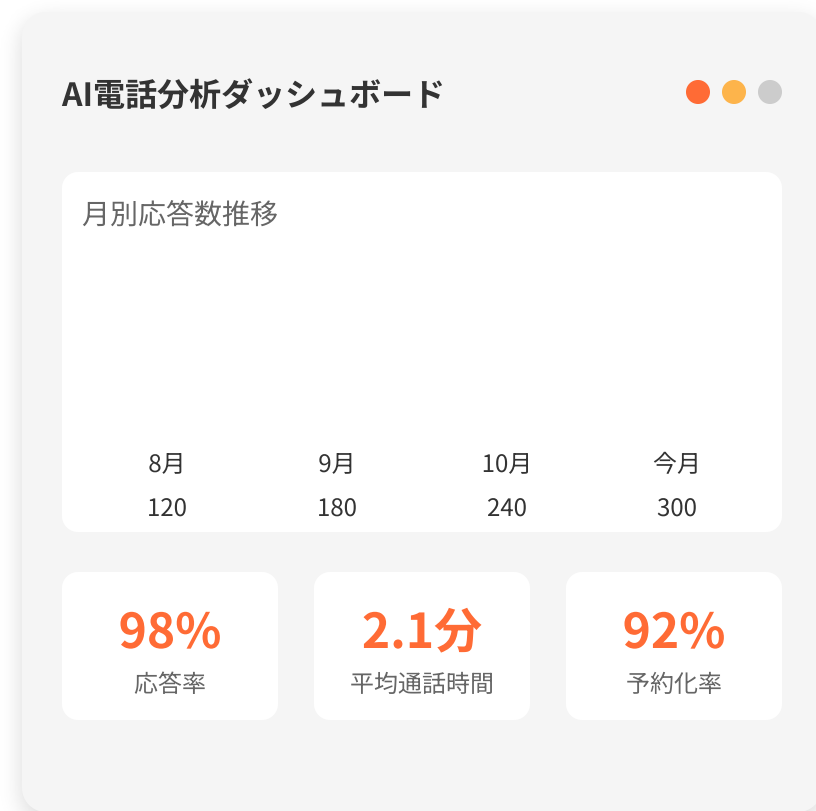 AI電話分析ダッシュボード
月別応答数推移
8月 9月 10月 今月
120 180 240 300
98% 2.1分 92%
応答率 平均通話時間 予約化率